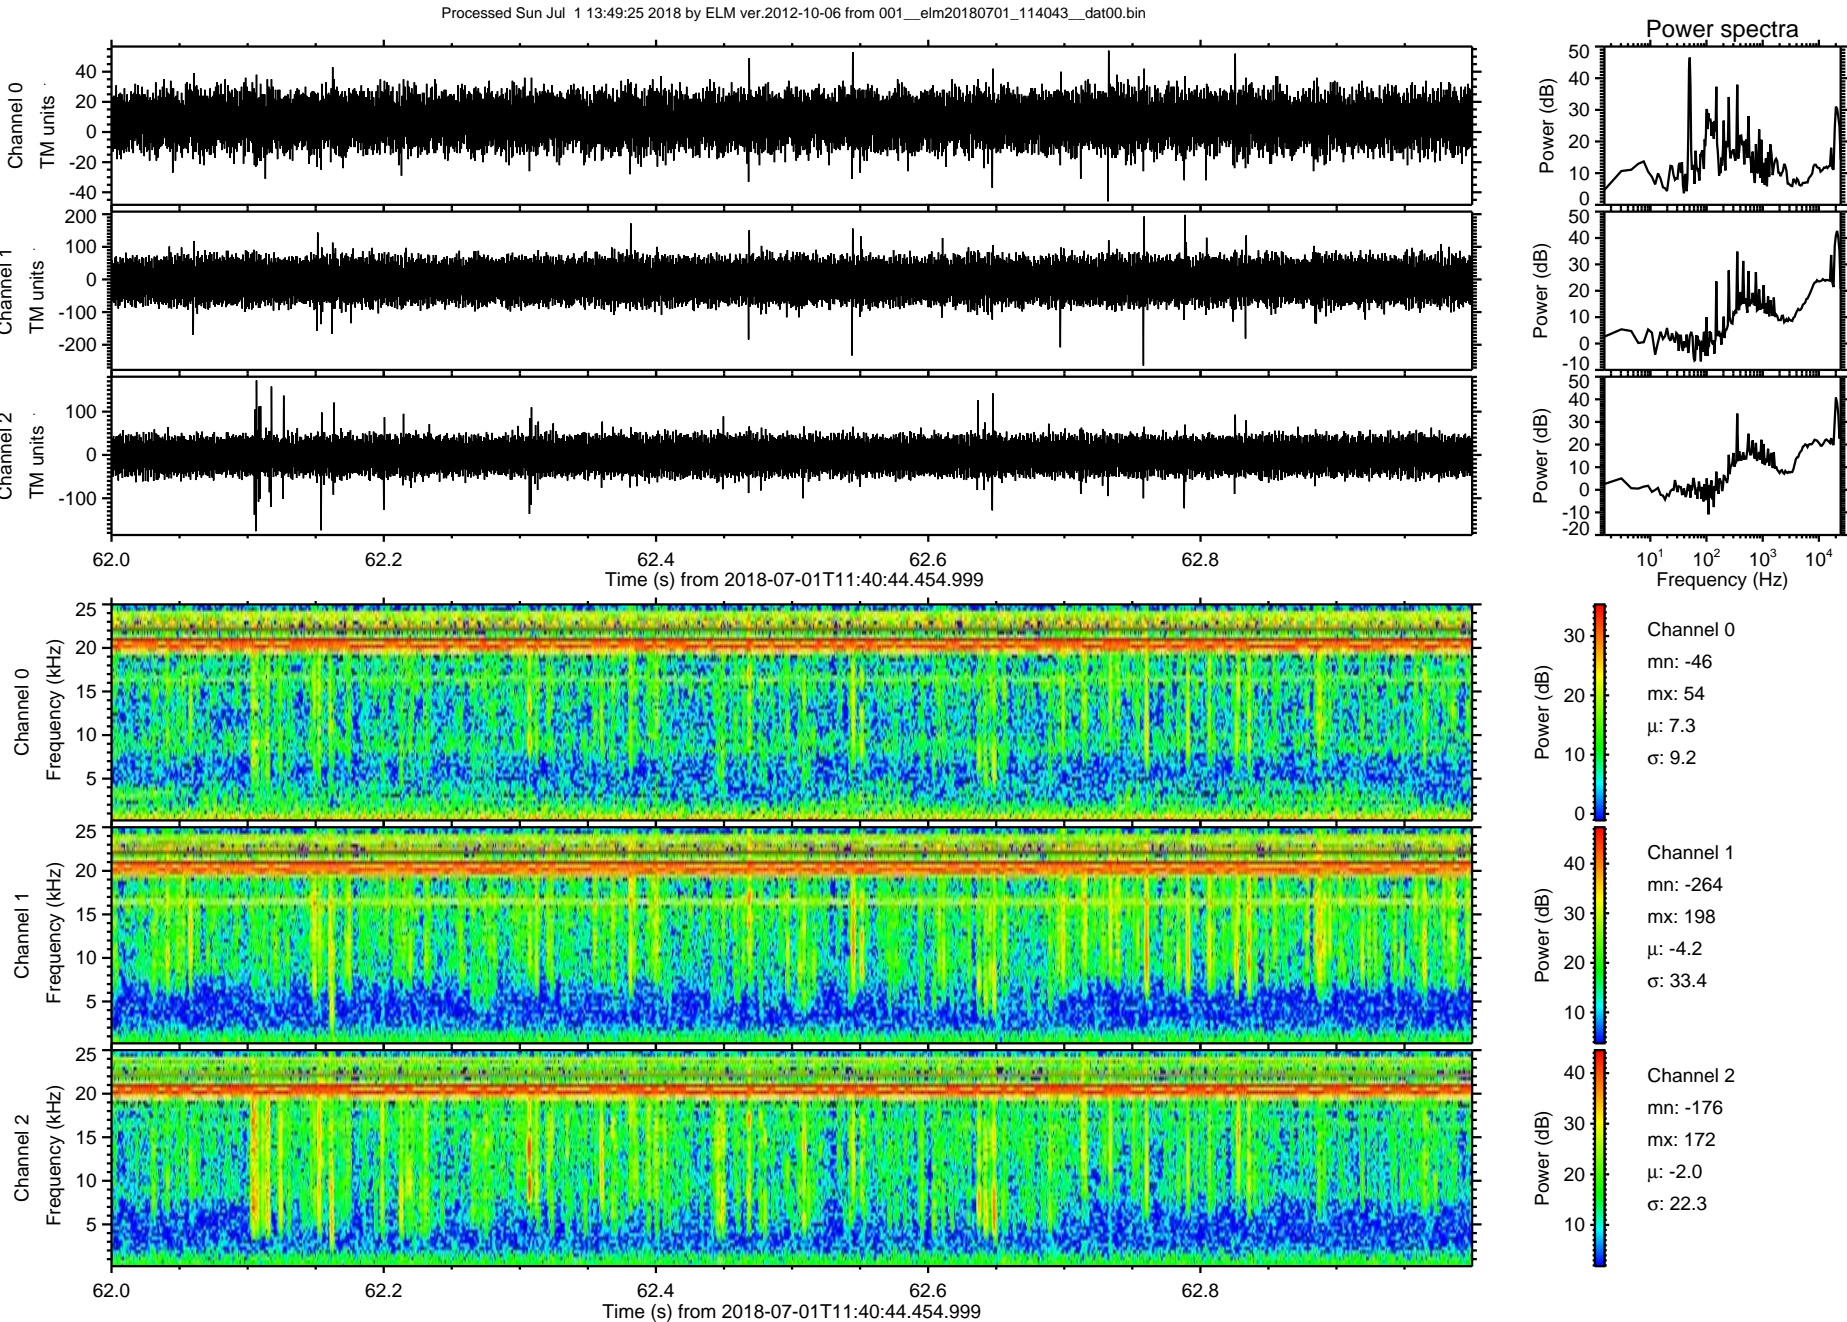 Processed Sun Jul  1 13:49:25 2018 by ELM ver.2012-10-06 from 001__elm20180701_114043__dat00.bin
Power spectra
Channel 0
TM units
40
20
0
-20
-40
Power (dB)
50
40
30
20
10
0
Channel 1
TM units
200
100
0
-100
-200
Power (dB)
50
40
30
20
10
0
-10
Channel 2
TM units
100
0
-100
Power (dB)
50
40
30
20
10
0
-10
-20
62.0 62.2 62.4 62.6 62.8
Time (s) from 2018-07-01T11:40:44.454.999
10^1 10^2 10^3 10^4
Frequency (Hz)
Channel 0
Frequency (kHz)
25
20
15
10
5
Power (dB)
30
20
10
0
Channel 0
mn: -46
mx: 54
μ: 7.3
σ: 9.2
Channel 1
Frequency (kHz)
25
20
15
10
5
Power (dB)
40
30
20
10
Channel 1
mn: -264
mx: 198
μ: -4.2
σ: 33.4
Channel 2
Frequency (kHz)
25
20
15
10
5
Power (dB)
40
30
20
10
Channel 2
mn: -176
mx: 172
μ: -2.0
σ: 22.3
62.0 62.2 62.4 62.6 62.8
Time (s) from 2018-07-01T11:40:44.454.999